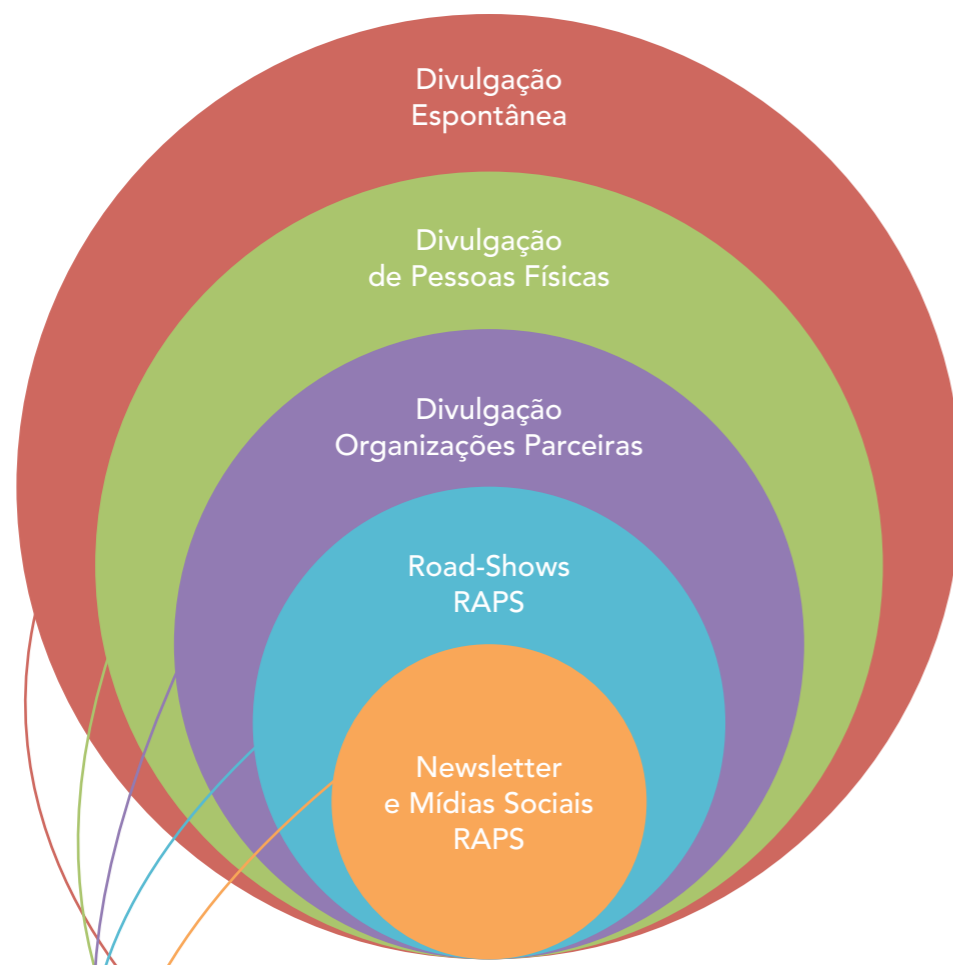 Divulgação
Espontânea
Divulgação
de Pessoas Físicas
Divulgação
Organizações Parceiras
Road-Shows
RAPS
Newsletter
e Mídias Sociais
RAPS